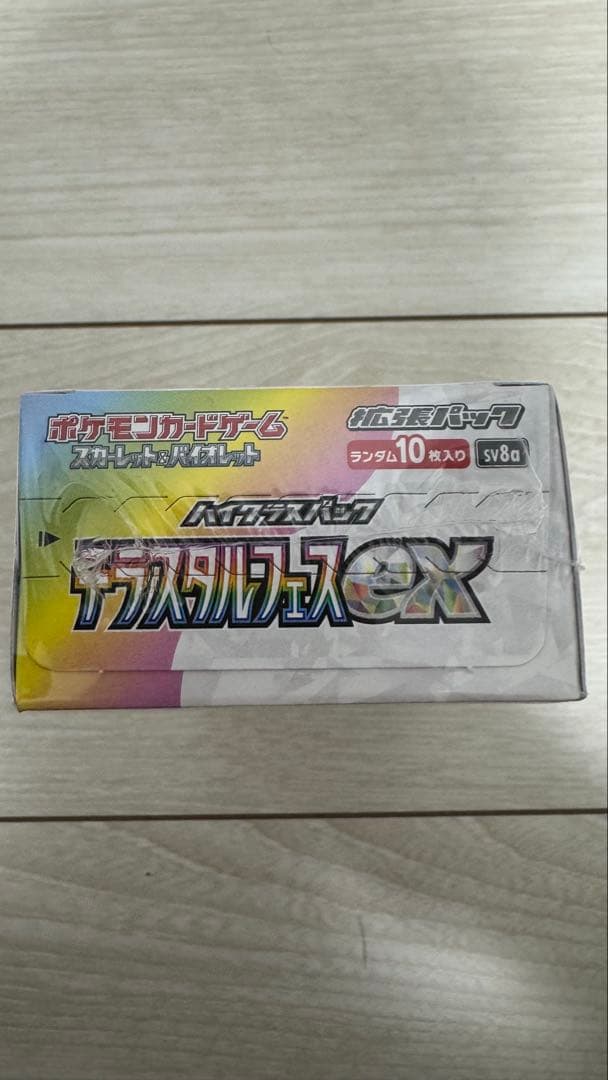 ポケモンカードゲーム
スカーレット&バイオレット
拡張パック
ランダム10枚入り
sv8a
ハイクラスパック
テラスタルフェスex